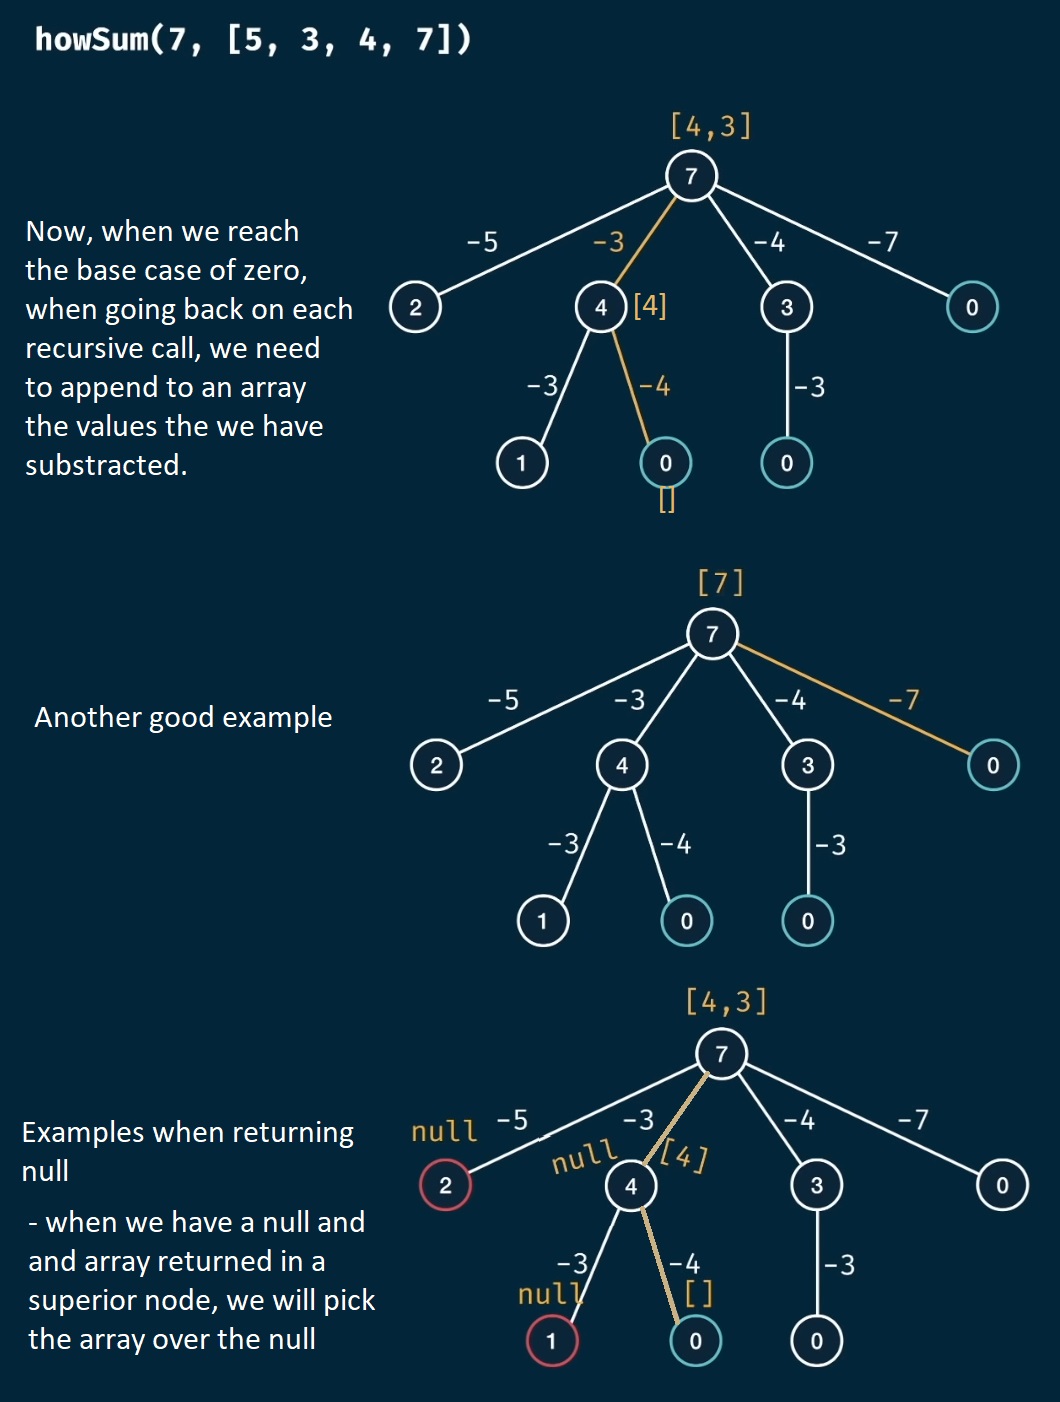 howSum(7, [5, 3, 4, 7])
[4,3]
7
Now, when we reach
the base case of zero,
when going back on each
recursive call, we need
to append to an array
the values the we have
substracted.
-5
-3
-4
-7
2
4
[4]
3
0
-3
-4
-3
1
0
0
[]
[7]
7
Another good example
-5
-3
-4
-7
2
4
3
0
-3
-4
-3
1
0
0
[4,3]
7
Examples when returning
null
null
-5
-3
-4
-7
null
[4]
2
4
3
0
- when we have a null and
and array returned in a
superior node, we will pick
the array over the null
-3
-4
-3
null
[]
1
0
0